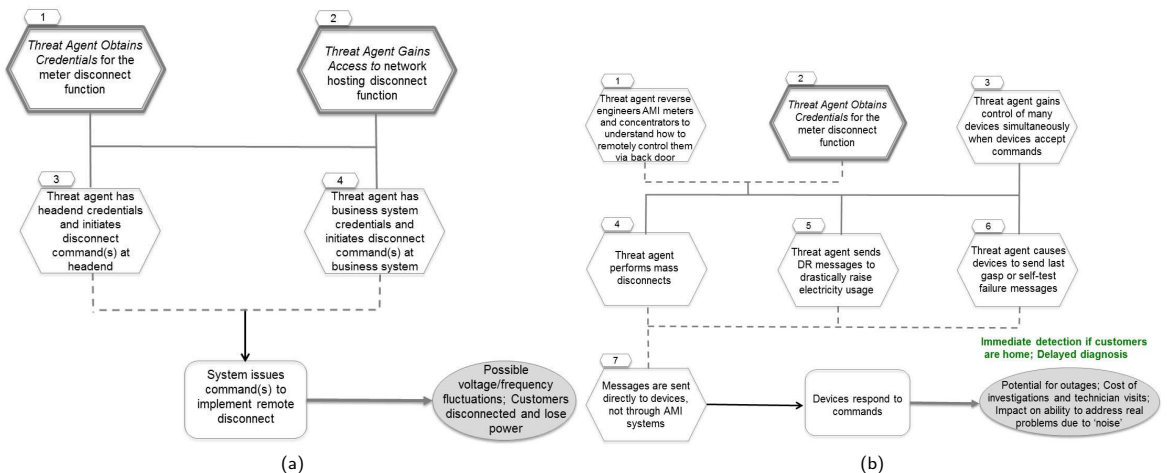 1
Threat Agent Obtains
Credentials for the
meter disconnect
function
2
Threat Agent Gains
Access to network
hosting disconnect
function
3
Threat agent has
headend credentials
and initiates
disconnect
command(s) at
headend
4
Threat agent has
business system
credentials and
initiates disconnect
command(s) at
business system
System issues
command(s) to
implement remote
disconnect
Possible
voltage/frequency
fluctuations; Customers
disconnected and lose
power
(a)
1
Threat agent reverse
engineers AMI meters
and concentrators to
understand how to
remotely control them
via back door
2
Threat Agent Obtains
Credentials for the
meter disconnect
function
3
Threat agent gains
control of many
devices simultaneously
when devices accept
commands
4
Threat agent
performs mass
disconnects
5
Threat agent sends
DR messages to
drastically raise
electricity usage
6
Threat agent causes
devices to send last
gasp or self-test
failure messages
Immediate detection if customers
are home; Delayed diagnosis
7
Messages are sent
directly to devices,
not through AMI
systems
Devices respond to
commands
Potential for outages; Cost of
investigations and technician visits;
Impact on ability to address real
problems due to ‘noise’
(b)